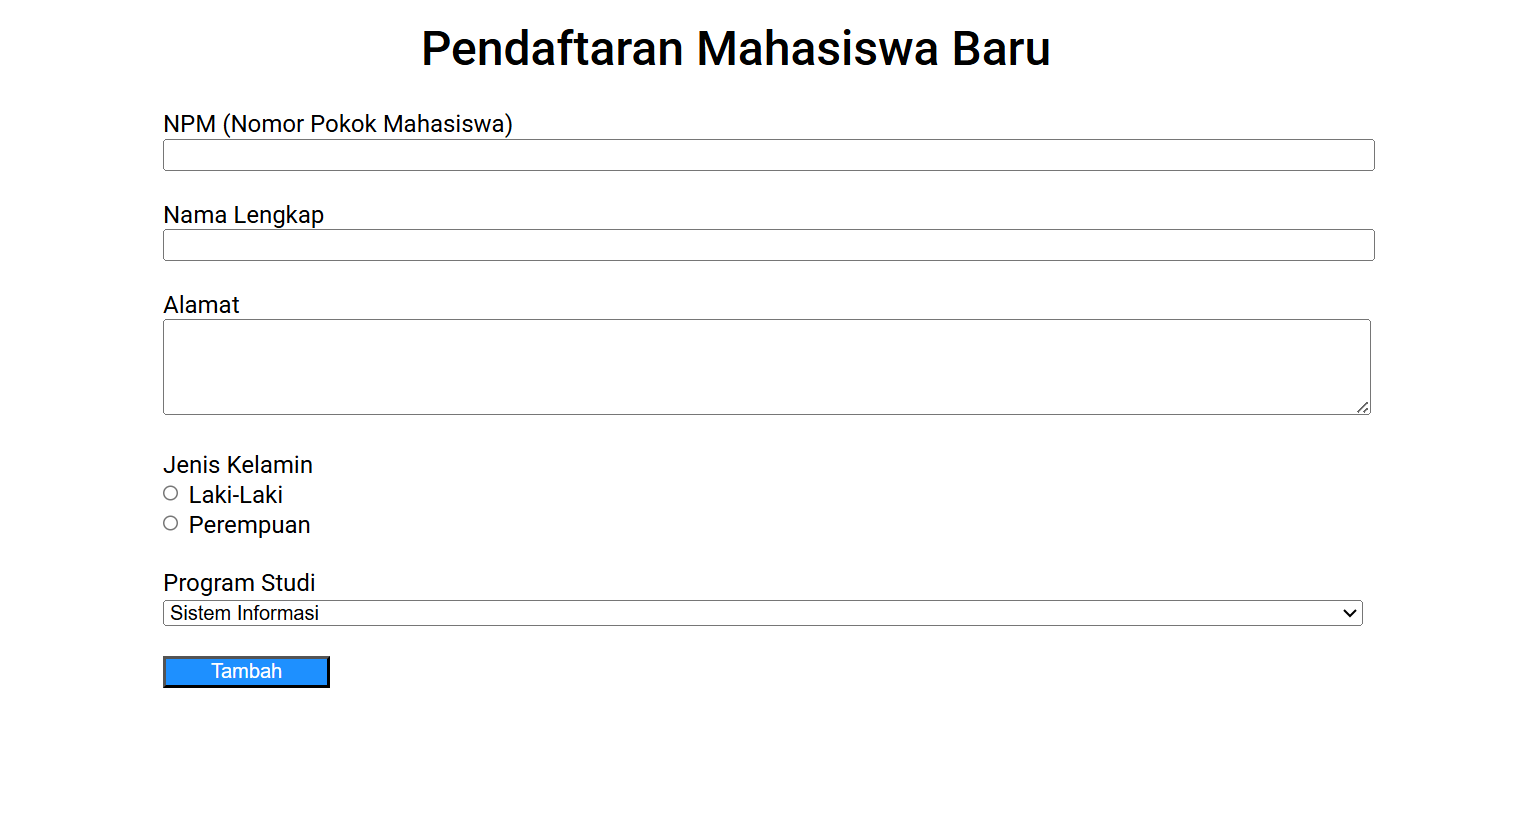 Pendaftaran Mahasiswa Baru
NPM (Nomor Pokok Mahasiswa)
Nama Lengkap
Alamat
Jenis Kelamin
Laki-Laki
Perempuan
Program Studi
Sistem Informasi
Tambah